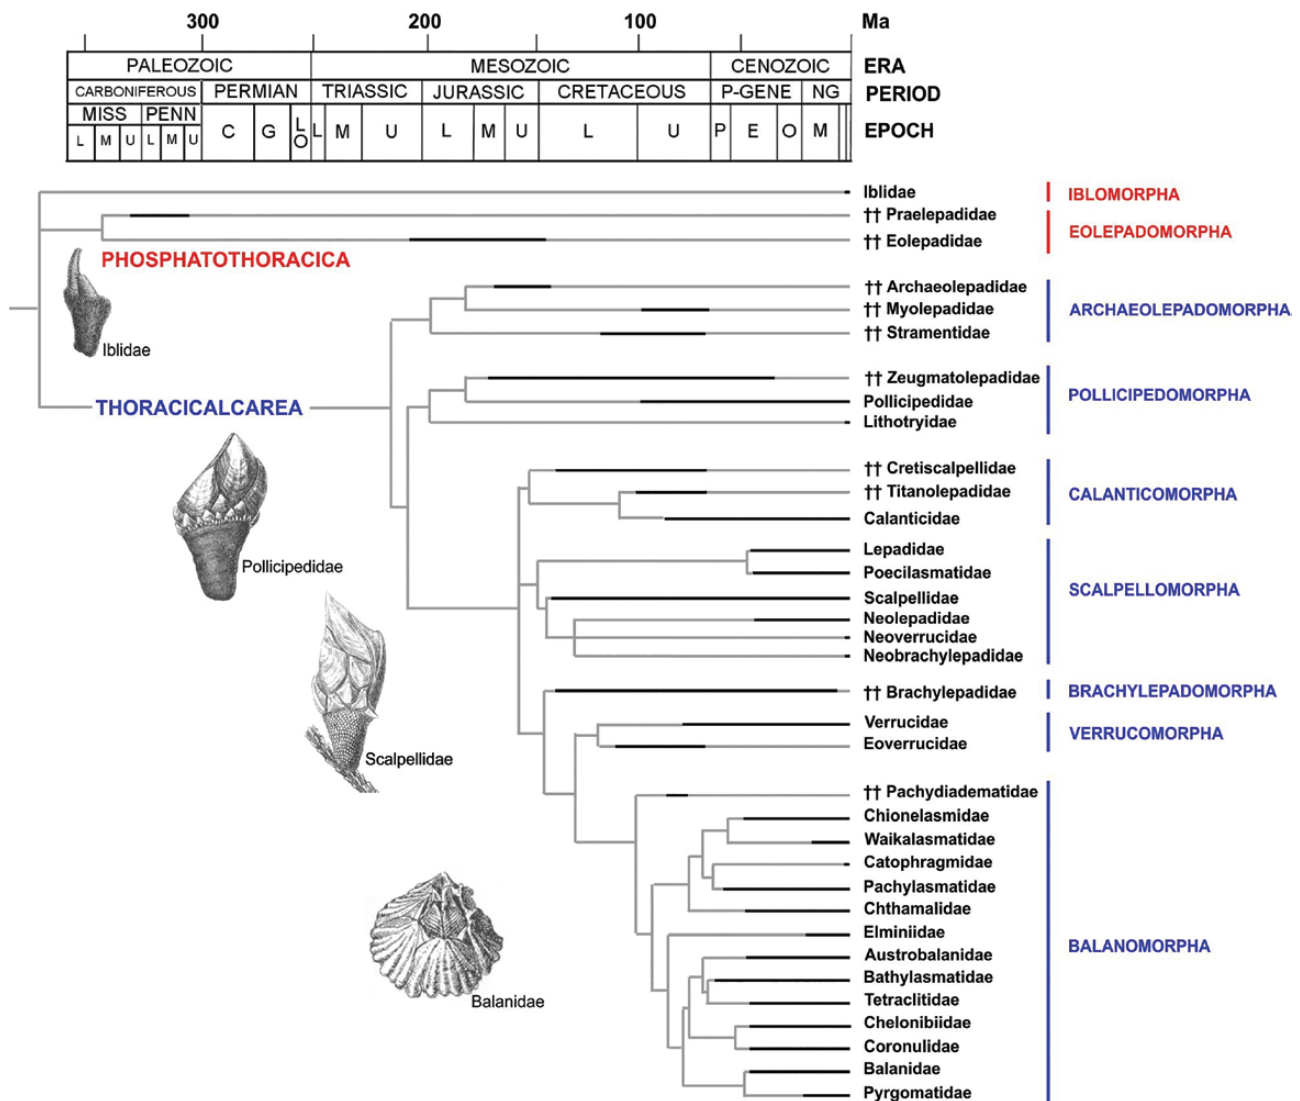 300 200 100 Ma
PALEOZOIC MESOZOIC CENOZOIC ERA
CARBONIFEROUS PERMIAN TRIASSIC JURASSIC CRETACEOUS P-GENE NG PERIOD
MISS PENN
L M U L M U C G LO L M U L M U L U P E O M EPOCH
Iblidae IBLOMORPHA
†† Praelepadidae
†† Eolepadidae EOLEPADOMORPHA
PHOSPHATOTHORACICA
Iblidae
†† Archaeolepadidae
†† Myolepadidae ARCHAEOLEPADOMORPHA
†† Stramentidae
THORACICALCAREA
†† Zeugmatolepadidae
Pollicipedidae POLLICIPEDOMORPHA
Lithotryidae
Pollicipedidae
†† Cretiscalpellidae
†† Titanolepadidae CALANTICOMORPHA
Calanticidae
Lepadidae
Poecilasmatidae
Scalpellidae SCALPELLOMORPHA
Neolepadidae
Neoverrucidae
Neobrachylepadidae
Scalpellidae
†† Brachylepadidae BRACHYLEPADOMORPHA
Verrucidae
Eoverrucidae VERRUCOMORPHA
†† Pachydiadematidae
Chionelasmidae
Waikalasmatidae
Catophragmidae
Pachylasmatidae
Chthamalidae
Elminiidae
Austrobalanidae BALANOMORPHA
Bathylasmatidae
Tetraclitidae
Chelonibiidae
Coronulidae
Balanidae
Pyrgomatidae
Balanidae